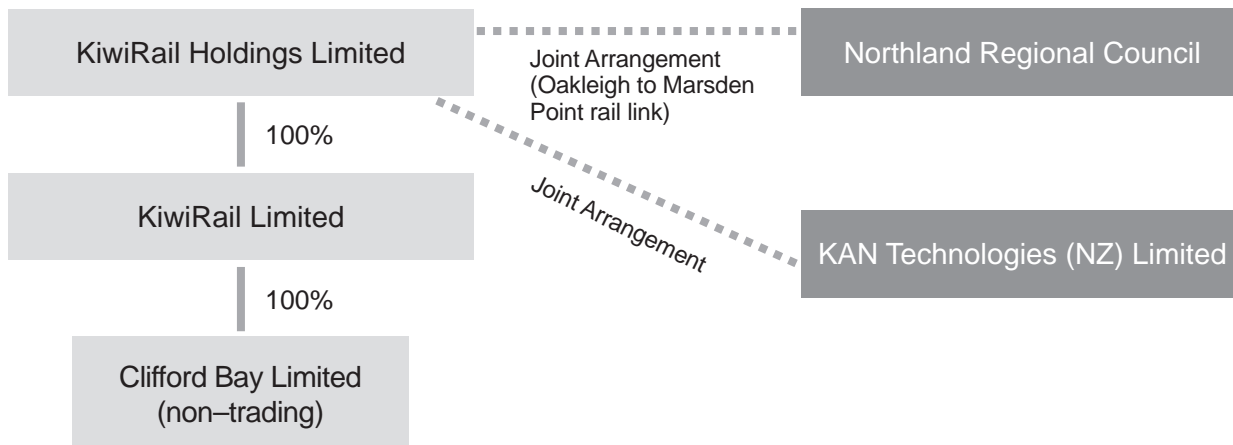 KiwiRail Holdings Limited
Joint Arrangement
(Oakleigh to Marsden
Point rail link)
Northland Regional Council
100%
KiwiRail Limited
Joint Arrangement
KAN Technologies (NZ) Limited
100%
Clifford Bay Limited
(non–trading)